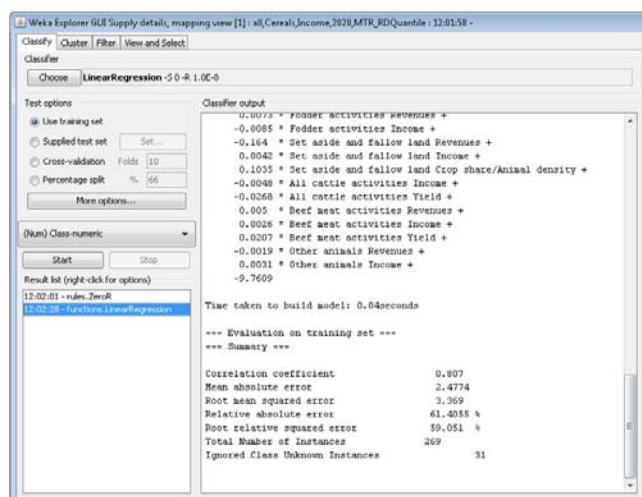 Weka Explorer GUI Supply details, mapping view [1] : all,Cereals,Income,2020,MTR_RDQuantile : 12:01:58 -
Classify Cluster Filter View and Select
Classifier
Choose LinearRegression -S 0 -R 1.0E-8
Test options
Use training set
Supplied test set Set...
Cross-validation Folds 10
Percentage split % 66
More options...
(Num) Class-numeric
Start Stop
Result list (right-click for options)
12:02:01 - rules.ZeroR
12:02:28 - functions.LinearRegression
Classifier output
0.0073 * Fodder activities Revenues +
-0.0085 * Fodder activities Income +
-0.164 * Set aside and fallow land Revenues +
0.0042 * Set aside and fallow land Income +
0.1035 * Set aside and fallow land Crop share/Animal density +
-0.0048 * All cattle activities Income +
-0.0268 * All cattle activities Yield +
0.005 * Beef meat activities Revenues +
0.0026 * Beef meat activities Income +
0.0207 * Beef meat activities Yield +
-0.0019 * Other animals Revenues +
0.0031 * Other animals Income +
-9.7609
Time taken to build model: 0.04seconds
=== Evaluation on training set ===
=== Summary ===
Correlation coefficient 0.807
Mean absolute error 2.4774
Root mean squared error 3.369
Relative absolute error 61.4055 %
Root relative squared error 59.051 %
Total Number of Instances 269
Ignored Class Unknown Instances 31